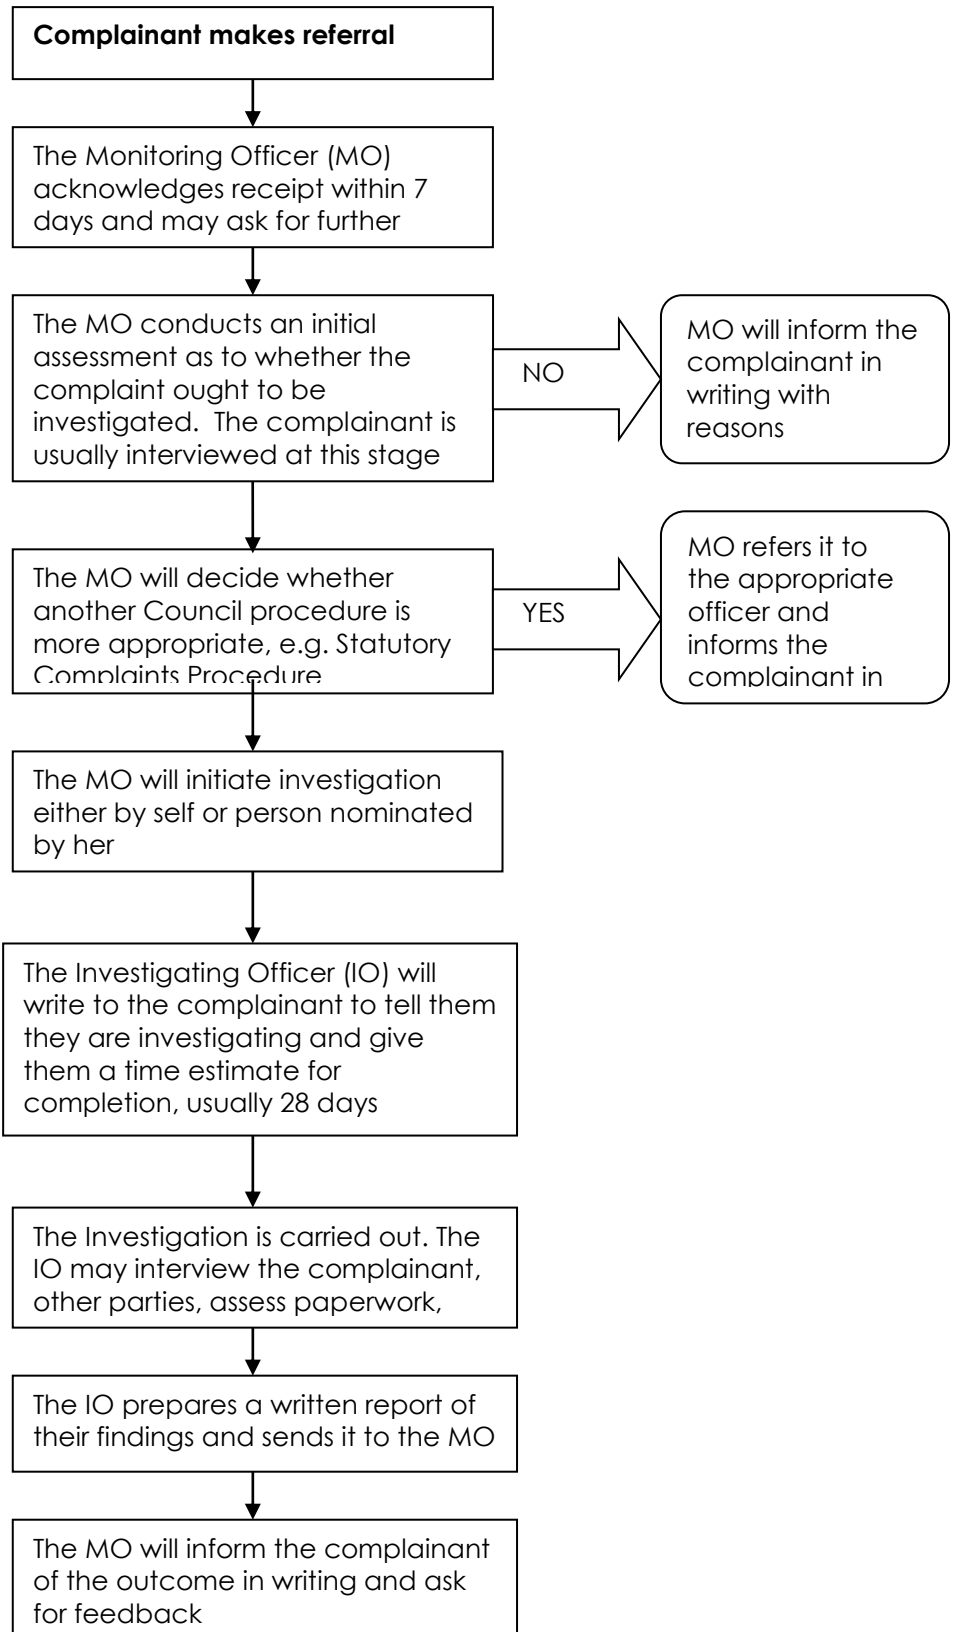 Complainant makes referral
The Monitoring Officer (MO)
acknowledges receipt within 7
days and may ask for further
The MO conducts an initial
assessment as to whether the
complaint ought to be
investigated.  The complainant is
usually interviewed at this stage
NO
MO will inform the
complainant in
writing with
reasons
The MO will decide whether
another Council procedure is
more appropriate, e.g. Statutory
Complaints Procedure
YES
MO refers it to
the appropriate
officer and
informs the
complainant in
The MO will initiate investigation
either by self or person nominated
by her
The Investigating Officer (IO) will
write to the complainant to tell them
they are investigating and give
them a time estimate for
completion, usually 28 days
The Investigation is carried out. The
IO may interview the complainant,
other parties, assess paperwork,
The IO prepares a written report of
their findings and sends it to the MO
The MO will inform the complainant
of the outcome in writing and ask
for feedback